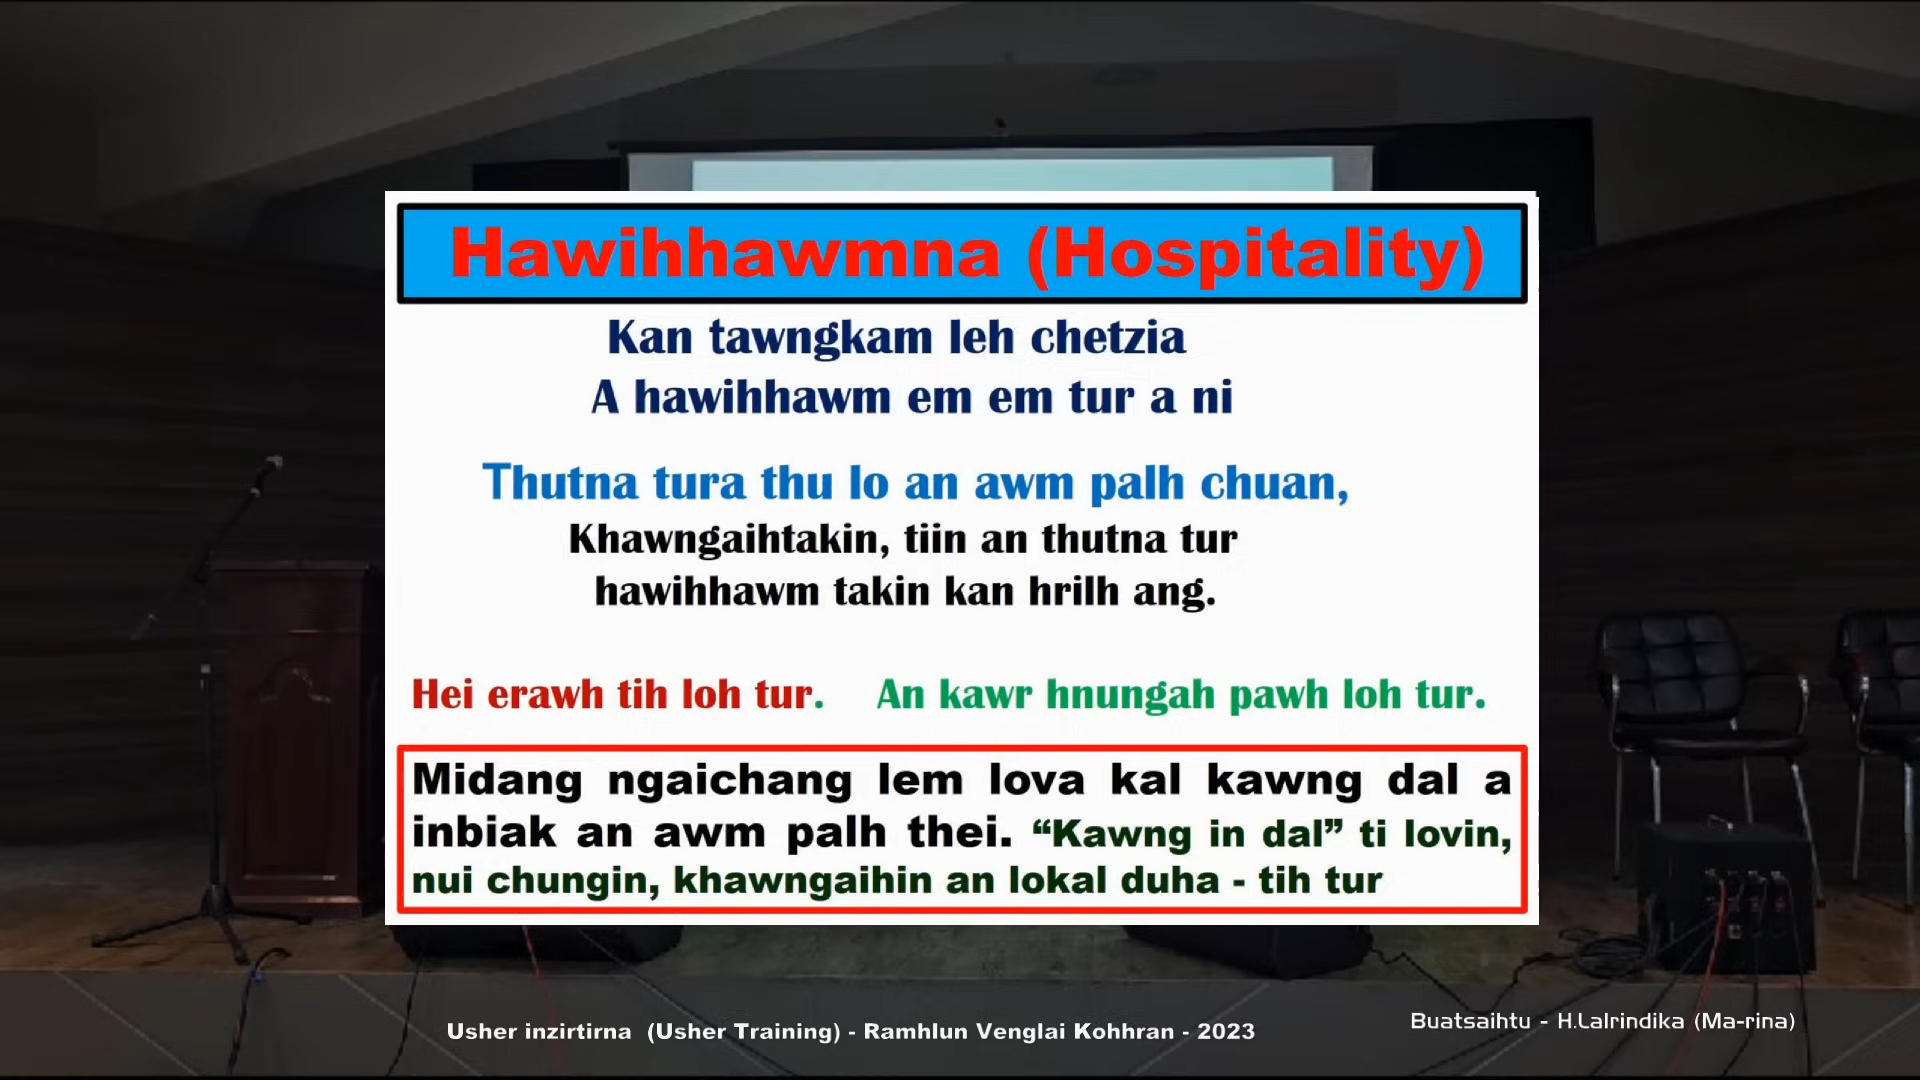 Hawihhawmna (Hospitality)
Kan tawngkam leh chetzia
A hawihhawm em em tur a ni
Thutna tura thu lo an awm palh chuan,
Khawngaihtakin, tiin an thutna tur
hawihhawm takin kan hrilh ang.
Hei erawh tih loh tur. An kawr hnungah pawh loh tur.
Midang ngaichang lem lova kal kawng dal a
inbiak an awm palh thei. “Kawng in dal” ti lovin,
nui chungin, khawngaihin an lokal duha - tih tur
Usher inzirtirna (Usher Training) - Ramhlun Venglai Kohhran - 2023
Buatsaihtu - H.Lalrindika (Ma-rina)